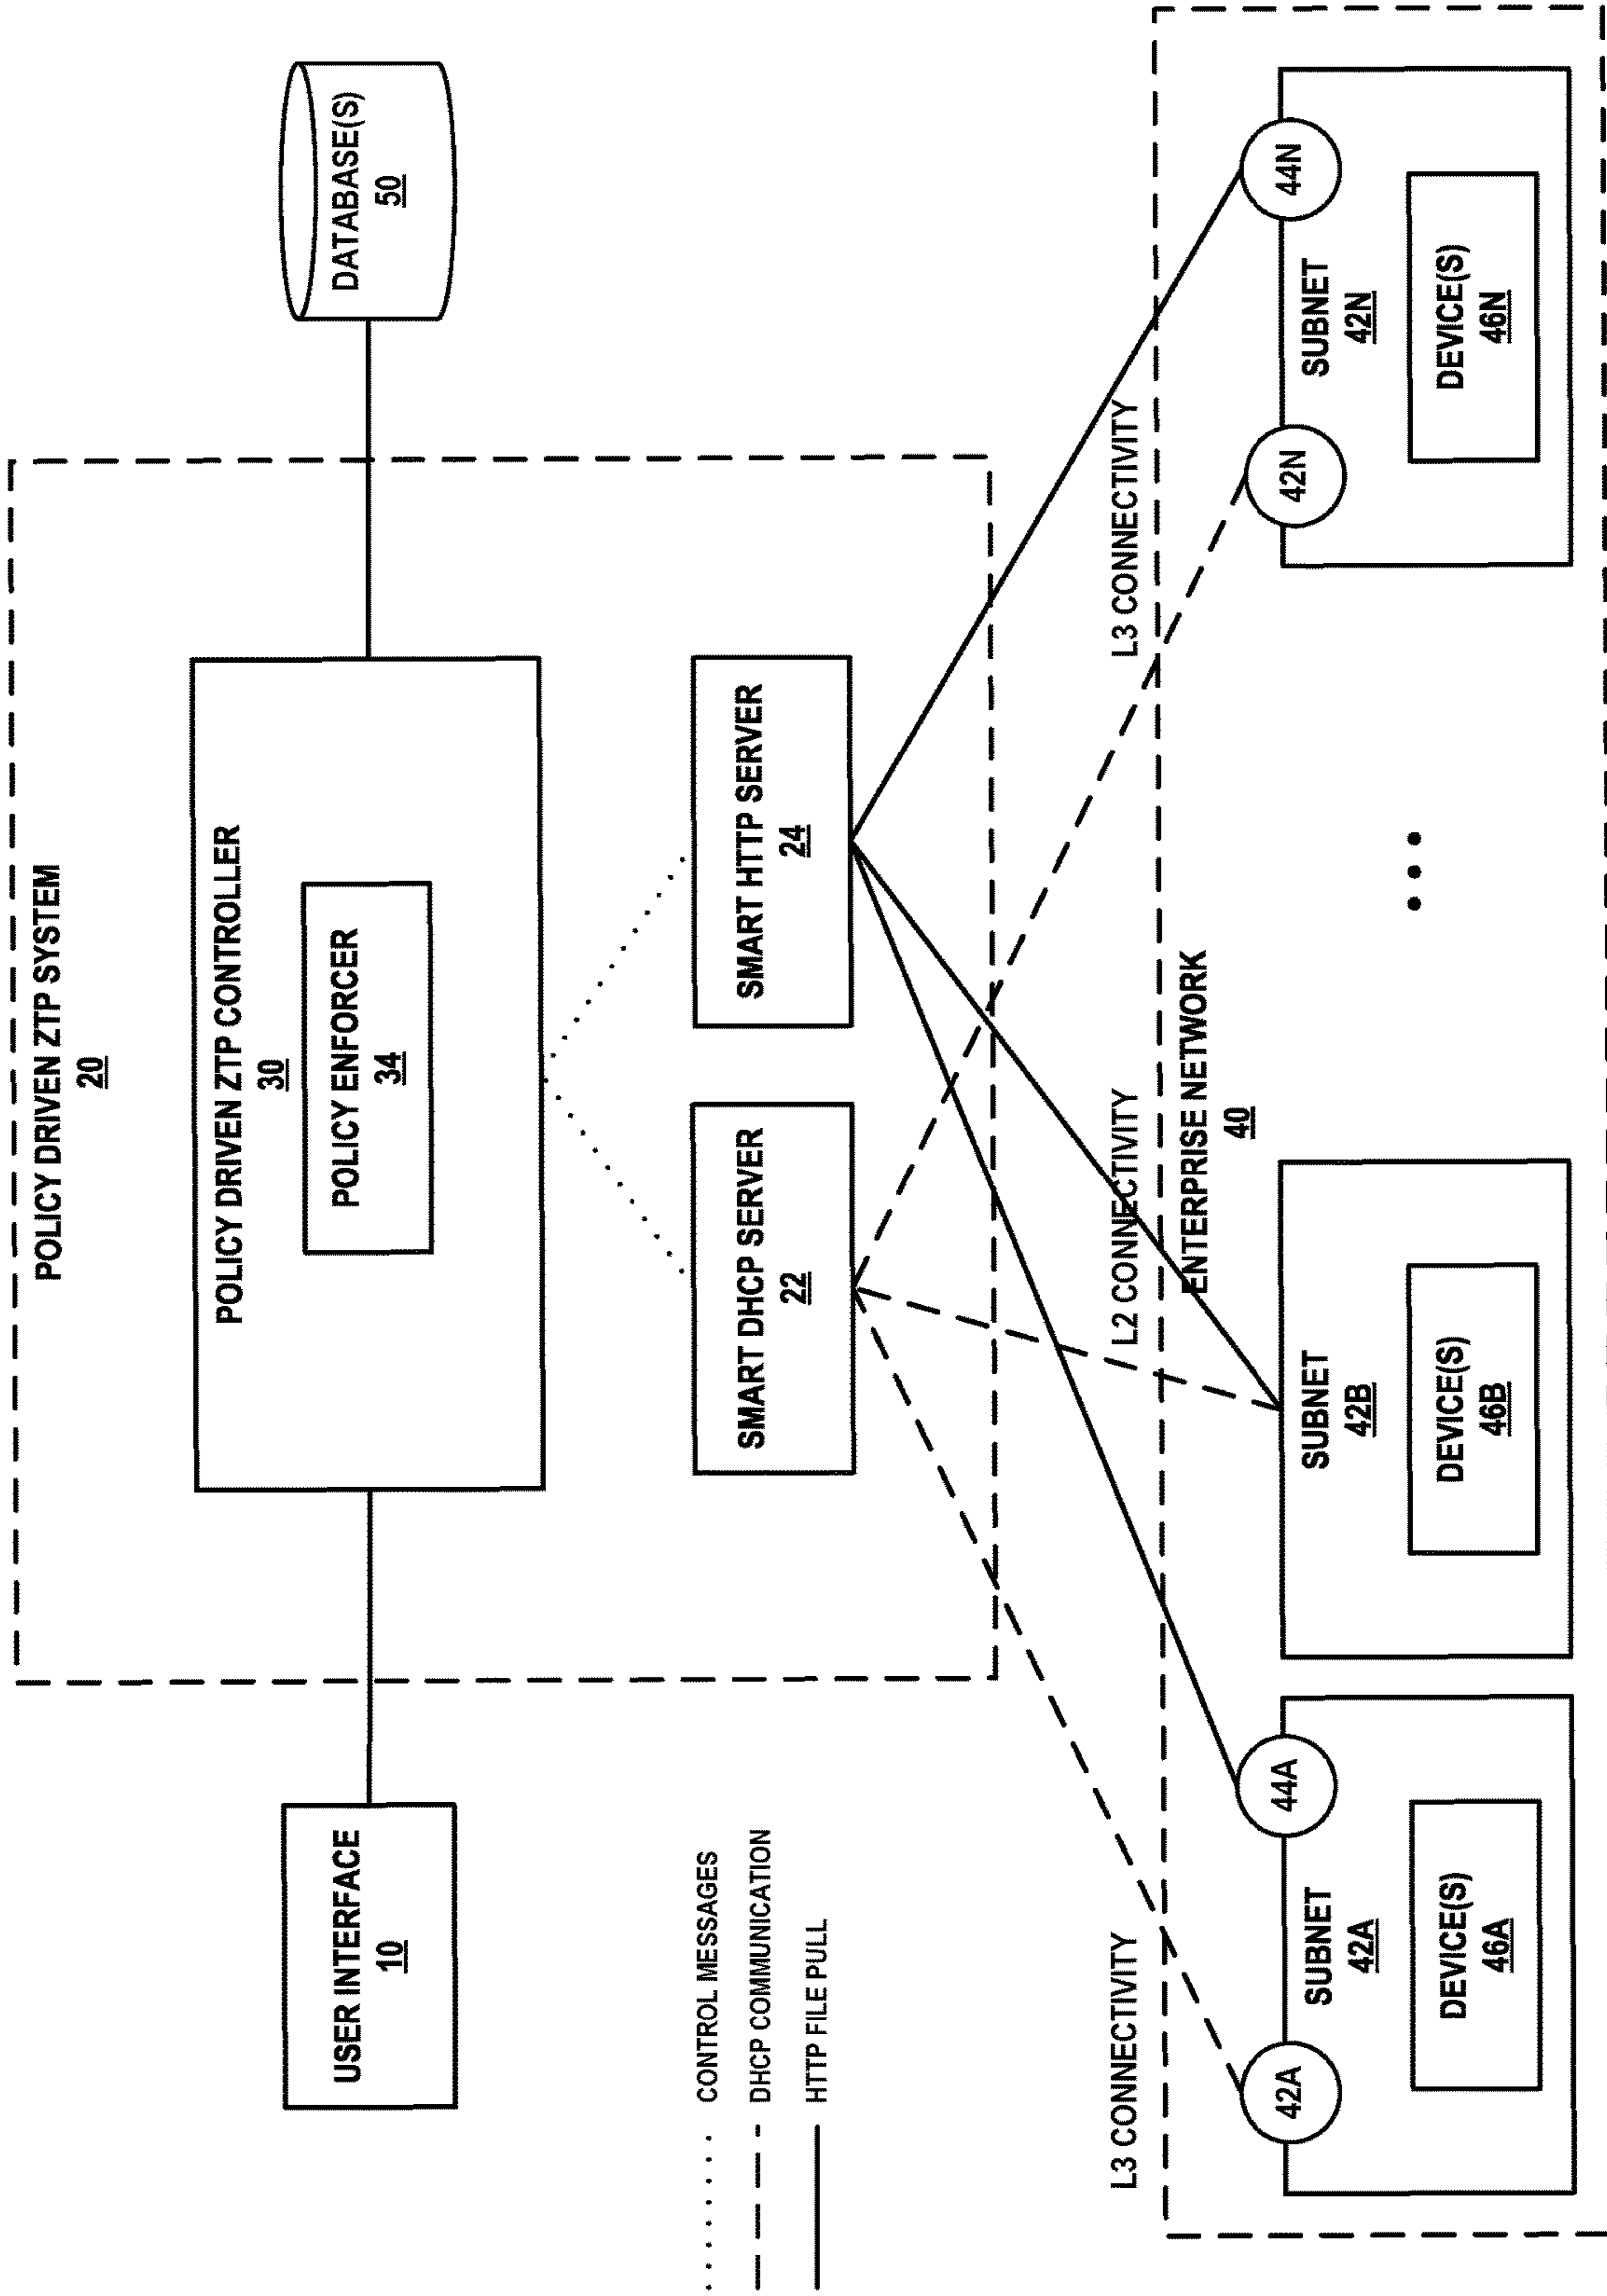 POLICY DRIVEN ZTP SYSTEM
20
USER INTERFACE
10
POLICY DRIVEN ZTP CONTROLLER
30
POLICY ENFORCER
34
DATABASE(S)
50
SMART DHCP SERVER
22
SMART HTTP SERVER
24
CONTROL MESSAGES
DHCP COMMUNICATION
HTTP FILE PULL
L3 CONNECTIVITY
L2 CONNECTIVITY
L3 CONNECTIVITY
ENTERPRISE NETWORK
40
42A
44A
SUBNET
42A
DEVICE(S)
46A
SUBNET
42B
DEVICE(S)
46B
42N
44N
SUBNET
42N
DEVICE(S)
46N